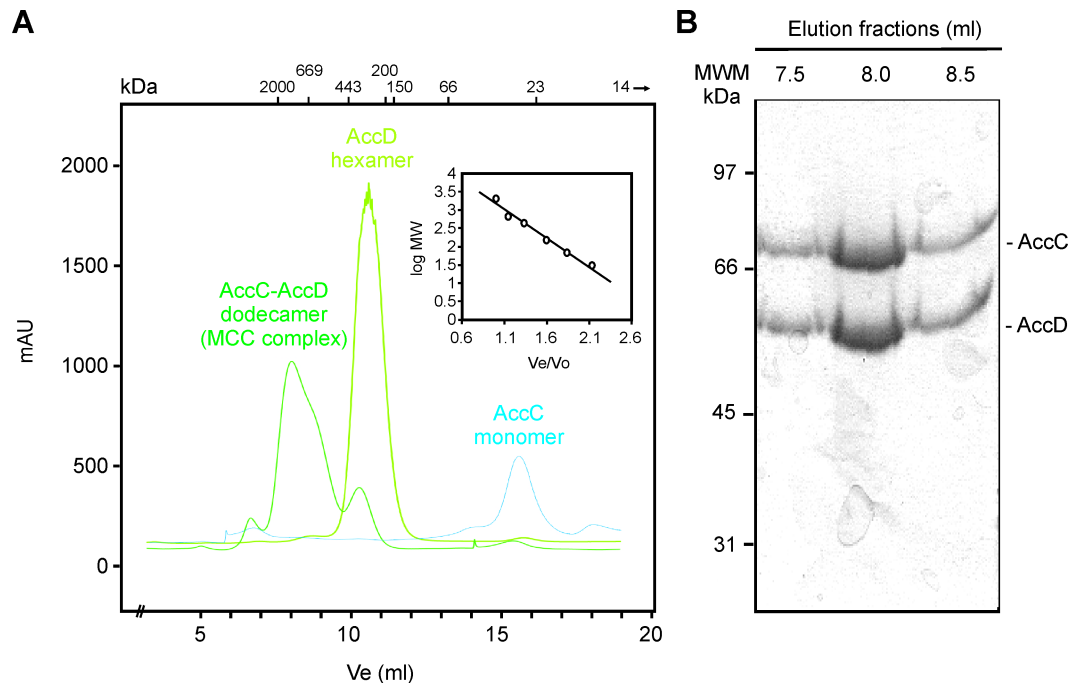 A
kDa
2000
669
443
200
150
66
23
14
AccD
hexamer
AccC-AccD
dodecamer
(MCC complex)
AccC
monomer
mAU
2000
1500
1000
500
0
5
10
15
20
Ve (ml)
log MW
4
3.5
3
2.5
2
1.5
1
0.5
0
0.6
1.1
1.6
2.1
2.6
Ve/Vo
B
Elution fractions (ml)
MWM
kDa
7.5
8.0
8.5
97
66
45
31
- AccC
- AccD